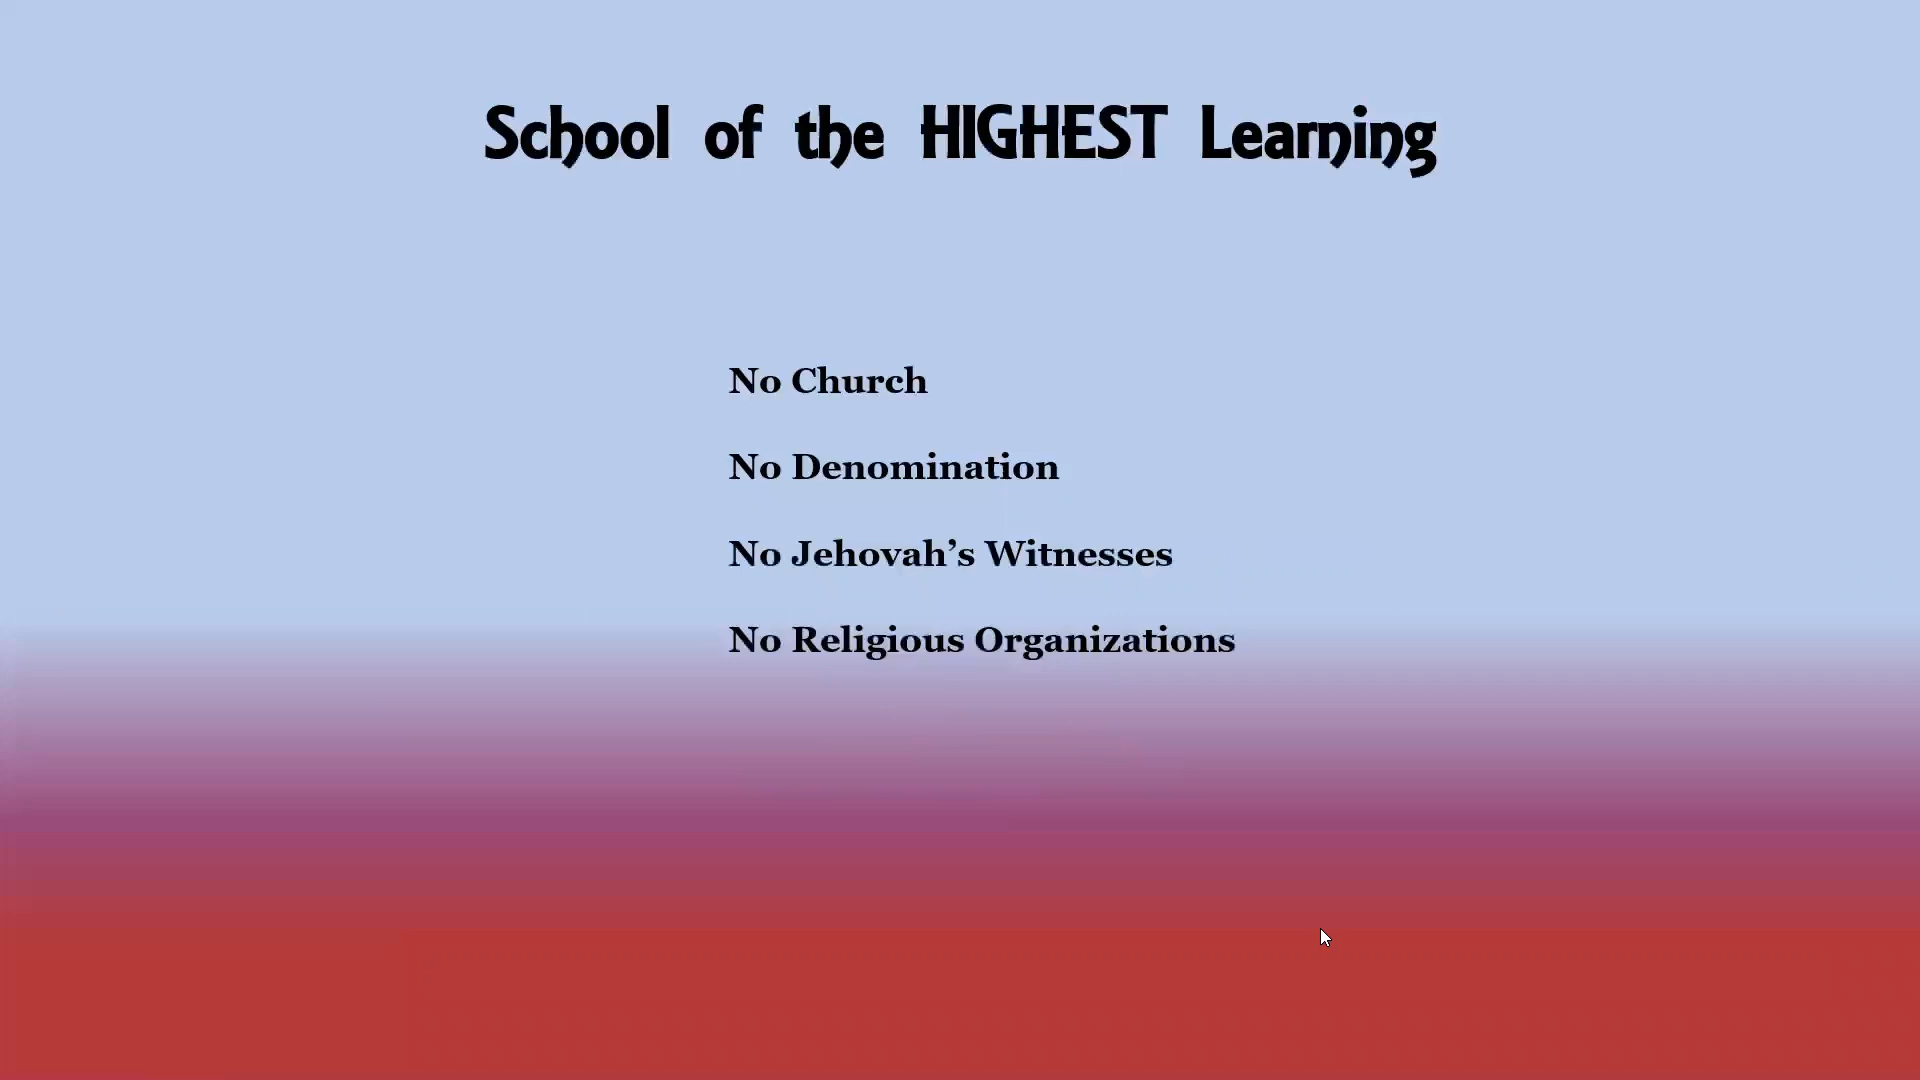 School of the HIGHEST Learning
No Church
No Denomination
No Jehovah’s Witnesses
No Religious Organizations